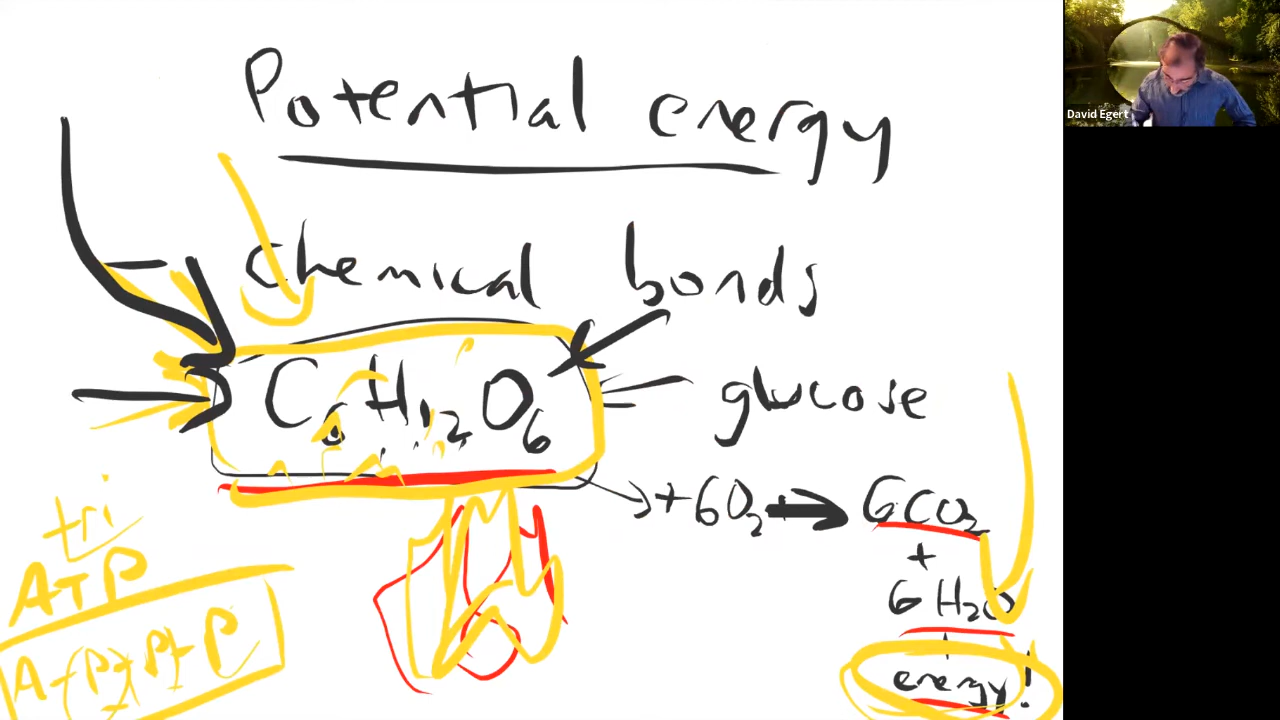 Potential energy
David Egert
chemical bonds
C6H12O6
glucose
+6O2 → 6CO2
+
6H2O
+
energy!
tri
ATP
A-P-P-P